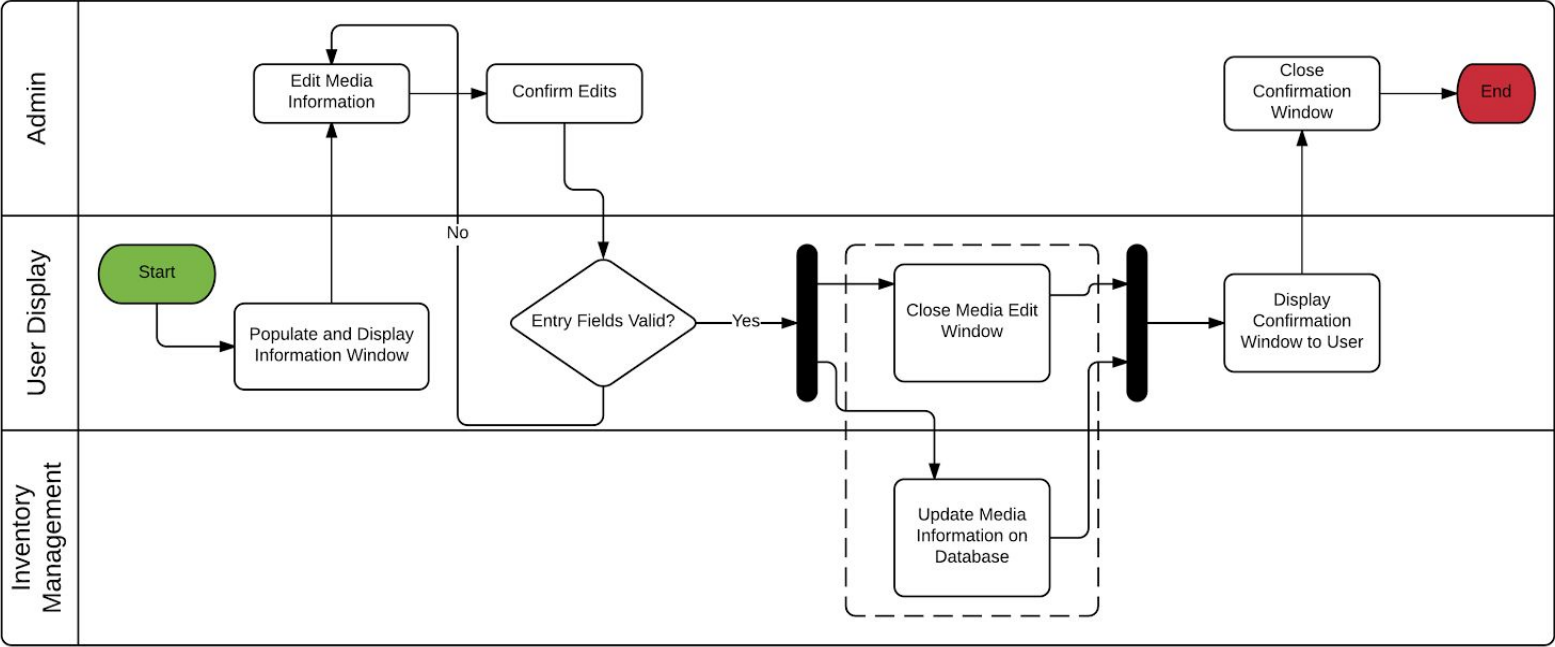 Admin
Edit Media
Information
Confirm Edits
Close
Confirmation
Window
End
User Display
Start
Populate and Display
Information Window
No
Entry Fields Valid?
Yes
Close Media Edit
Window
Display
Confirmation
Window to User
Inventory
Management
Update Media
Information on
Database